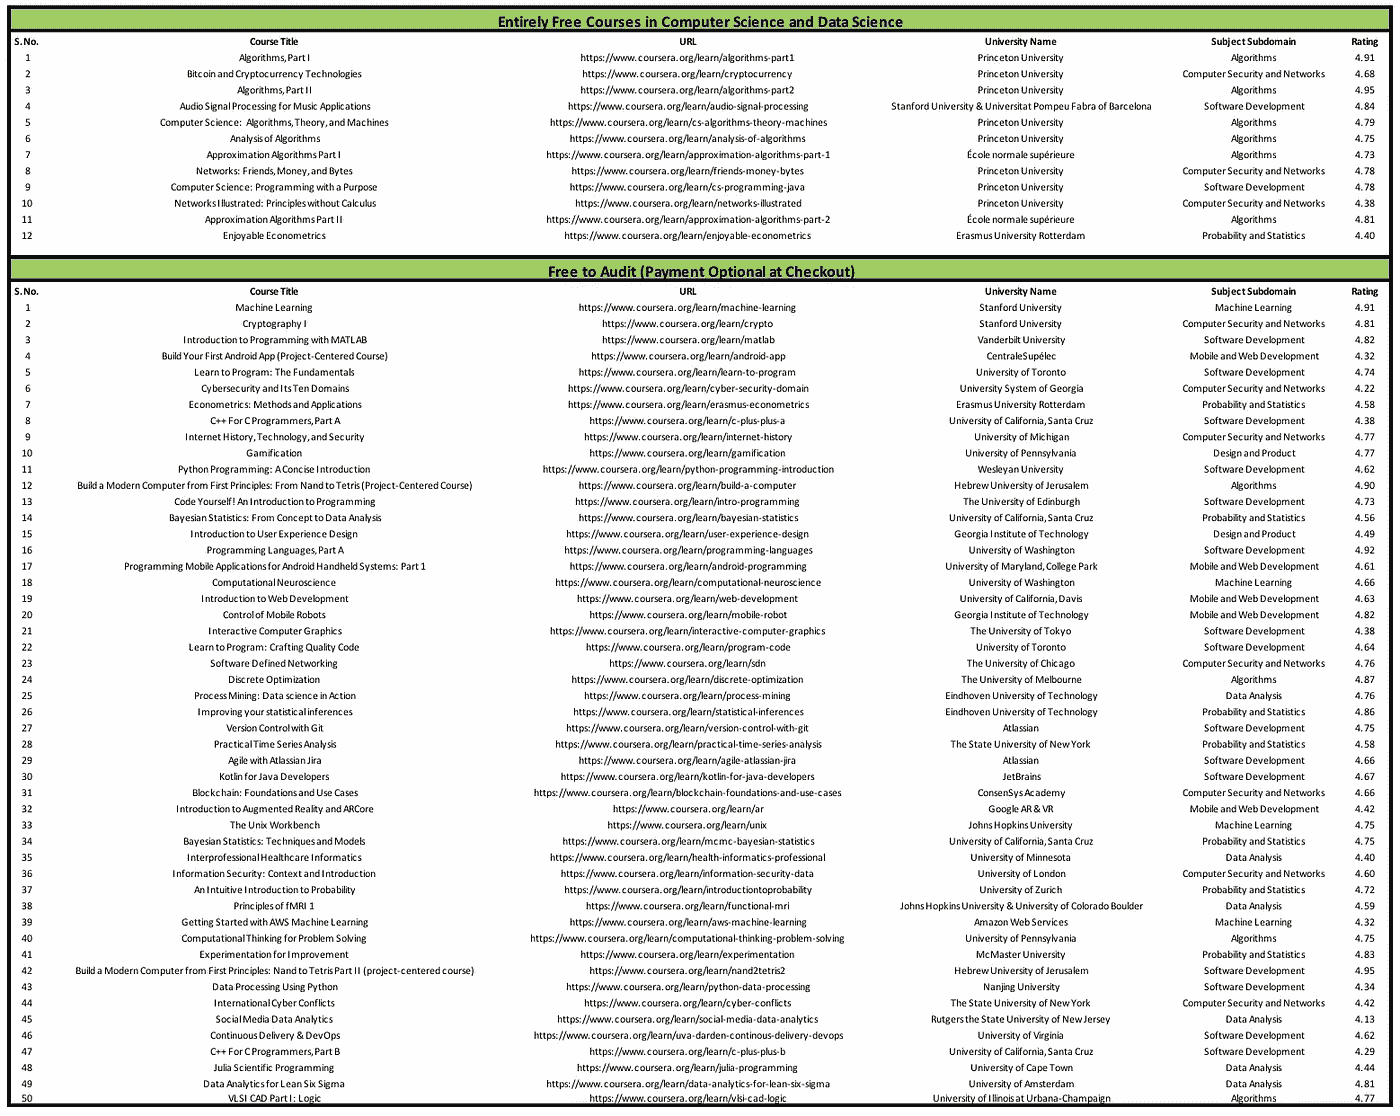 Entirely Free Courses in Computer Science and Data Science
S.No. Course Title URL University Name Subject Subdomain Rating
1 Algorithms, Part I https://www.coursera.org/learn/algorithms-part1 Princeton University Algorithms 4.91
2 Bitcoin and Cryptocurrency Technologies https://www.coursera.org/learn/cryptocurrency Princeton University Computer Security and Networks 4.68
3 Algorithms, Part II https://www.coursera.org/learn/algorithms-part2 Princeton University Algorithms 4.95
4 Audio Signal Processing for Music Applications https://www.coursera.org/learn/audio-signal-processing Stanford University & Universitat Pompeu Fabra of Barcelona Software Development 4.84
5 Computer Science: Algorithms, Theory, and Machines https://www.coursera.org/learn/cs-algorithms-theory-machines Princeton University Algorithms 4.79
6 Analysis of Algorithms https://www.coursera.org/learn/analysis-of-algorithms Princeton University Algorithms 4.75
7 Approximation Algorithms Part I https://www.coursera.org/learn/approximation-algorithms-part-1 École normale supérieure Algorithms 4.73
8 Networks: Friends, Money, and Bytes https://www.coursera.org/learn/friends-money-bytes Princeton University Computer Security and Networks 4.78
9 Computer Science: Programming with a Purpose https://www.coursera.org/learn/cs-programming-java Princeton University Software Development 4.78
10 Networks Illustrated: Principles without Calculus https://www.coursera.org/learn/networks-illustrated Princeton University Computer Security and Networks 4.38
11 Approximation Algorithms Part II https://www.coursera.org/learn/approximation-algorithms-part-2 École normale supérieure Algorithms 4.81
12 Enjoyable Econometrics https://www.coursera.org/learn/enjoyable-econometrics Erasmus University Rotterdam Probability and Statistics 4.40
Free to Audit (Payment Optional at Checkout)
S.No. Course Title URL University Name Subject Subdomain Rating
1 Machine Learning https://www.coursera.org/learn/machine-learning Stanford University Machine Learning 4.91
2 Cryptography I https://www.coursera.org/learn/crypto Stanford University Computer Security and Networks 4.81
3 Introduction to Programming with MATLAB https://www.coursera.org/learn/matlab Vanderbilt University Software Development 4.82
4 Build Your First Android App (Project-Centered Course) https://www.coursera.org/learn/android-app CentraleSupélec Mobile and Web Development 4.32
5 Learn to Program: The Fundamentals https://www.coursera.org/learn/learn-to-program University of Toronto Software Development 4.74
6 Cybersecurity and Its Ten Domains https://www.coursera.org/learn/cyber-security-domain University System of Georgia Computer Security and Networks 4.22
7 Econometrics: Methods and Applications https://www.coursera.org/learn/erasmus-econometrics Erasmus University Rotterdam Probability and Statistics 4.58
8 C++ For C Programmers, Part A https://www.coursera.org/learn/c-plus-plus-a University of California, Santa Cruz Software Development 4.38
9 Internet History, Technology, and Security https://www.coursera.org/learn/internet-history University of Michigan Computer Security and Networks 4.77
10 Gamification https://www.coursera.org/learn/gamification University of Pennsylvania Design and Product 4.77
11 Python Programming: A Concise Introduction https://www.coursera.org/learn/python-programming-introduction Wesleyan University Software Development 4.62
12 Build a Modern Computer from First Principles: From Nand to Tetris (Project-Centered Course) https://www.coursera.org/learn/build-a-computer Hebrew University of Jerusalem Algorithms 4.90
13 Code Yourself! An Introduction to Programming https://www.coursera.org/learn/intro-programming The University of Edinburgh Software Development 4.73
14 Bayesian Statistics: From Concept to Data Analysis https://www.coursera.org/learn/bayesian-statistics University of California, Santa Cruz Probability and Statistics 4.56
15 Introduction to User Experience Design https://www.coursera.org/learn/user-experience-design Georgia Institute of Technology Design and Product 4.49
16 Programming Languages, Part A https://www.coursera.org/learn/programming-languages University of Washington Software Development 4.92
17 Programming Mobile Applications for Android Handheld Systems: Part 1 https://www.coursera.org/learn/android-programming University of Maryland, College Park Mobile and Web Development 4.61
18 Computational Neuroscience https://www.coursera.org/learn/computational-neuroscience University of Washington Machine Learning 4.66
19 Introduction to Web Development https://www.coursera.org/learn/web-development University of California, Davis Mobile and Web Development 4.63
20 Control of Mobile Robots https://www.coursera.org/learn/mobile-robot Georgia Institute of Technology Mobile and Web Development 4.82
21 Interactive Computer Graphics https://www.coursera.org/learn/interactive-computer-graphics The University of Tokyo Software Development 4.38
22 Learn to Program: Crafting Quality Code https://www.coursera.org/learn/program-code University of Toronto Software Development 4.64
23 Software Defined Networking https://www.coursera.org/learn/sdn The University of Chicago Computer Security and Networks 4.76
24 Discrete Optimization https://www.coursera.org/learn/discrete-optimization The University of Melbourne Algorithms 4.87
25 Process Mining: Data science in Action https://www.coursera.org/learn/process-mining Eindhoven University of Technology Data Analysis 4.76
26 Improving your statistical inferences https://www.coursera.org/learn/statistical-inferences Eindhoven University of Technology Probability and Statistics 4.86
27 Version Control with Git https://www.coursera.org/learn/version-control-with-git Atlassian Software Development 4.75
28 Practical Time Series Analysis https://www.coursera.org/learn/practical-time-series-analysis The State University of New York Probability and Statistics 4.58
29 Agile with Atlassian Jira https://www.coursera.org/learn/agile-atlassian-jira Atlassian Software Development 4.66
30 Kotlin for Java Developers https://www.coursera.org/learn/kotlin-for-java-developers JetBrains Software Development 4.67
31 Blockchain: Foundations and Use Cases https://www.coursera.org/learn/blockchain-foundations-and-use-cases ConsenSys Academy Computer Security and Networks 4.66
32 Introduction to Augmented Reality and ARCore https://www.coursera.org/learn/ar Google AR & VR Mobile and Web Development 4.42
33 The Unix Workbench https://www.coursera.org/learn/unix Johns Hopkins University Machine Learning 4.75
34 Bayesian Statistics: Techniques and Models https://www.coursera.org/learn/mcmc-bayesian-statistics University of California, Santa Cruz Probability and Statistics 4.75
35 Interprofessional Healthcare Informatics https://www.coursera.org/learn/health-informatics-professional University of Minnesota Data Analysis 4.40
36 Information Security: Context and Introduction https://www.coursera.org/learn/information-security-data University of London Computer Security and Networks 4.60
37 An Intuitive Introduction to Probability https://www.coursera.org/learn/introductiontoprobability University of Zurich Probability and Statistics 4.72
38 Principles of fMRI 1 https://www.coursera.org/learn/functional-mri Johns Hopkins University & University of Colorado Boulder Data Analysis 4.59
39 Getting Started with AWS Machine Learning https://www.coursera.org/learn/aws-machine-learning Amazon Web Services Machine Learning 4.32
40 Computational Thinking for Problem Solving https://www.coursera.org/learn/computational-thinking-problem-solving University of Pennsylvania Algorithms 4.75
41 Experimentation for Improvement https://www.coursera.org/learn/experimentation McMaster University Probability and Statistics 4.83
42 Build a Modern Computer from First Principles: Nand to Tetris Part II (project-centered course) https://www.coursera.org/learn/nand2tetris2 Hebrew University of Jerusalem Software Development 4.95
43 Data Processing Using Python https://www.coursera.org/learn/python-data-processing Nanjing University Software Development 4.34
44 International Cyber Conflicts https://www.coursera.org/learn/cyber-conflicts The State University of New York Computer Security and Networks 4.42
45 Social Media Data Analytics https://www.coursera.org/learn/social-media-data-analytics Rutgers the State University of New Jersey Data Analysis 4.13
46 Continuous Delivery & DevOps https://www.coursera.org/learn/uva-darden-continous-delivery-devops University of Virginia Software Development 4.62
47 C++ For C Programmers, Part B https://www.coursera.org/learn/c-plus-plus-b University of California, Santa Cruz Software Development 4.29
48 Julia Scientific Programming https://www.coursera.org/learn/julia-programming University of Cape Town Data Analysis 4.44
49 Data Analytics for Lean Six Sigma https://www.coursera.org/learn/data-analytics-for-lean-six-sigma University of Amsterdam Data Analysis 4.81
50 VLSI CAD Part I: Logic https://www.coursera.org/learn/vlsi-cad-logic University of Illinois at Urbana-Champaign Algorithms 4.77